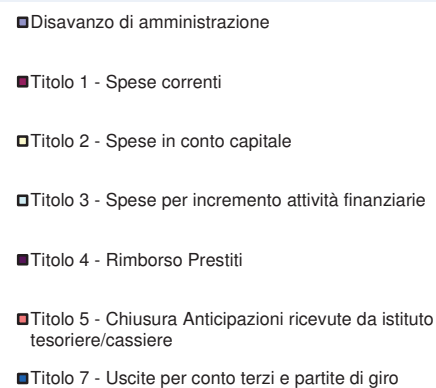 Disavanzo di amministrazione
Titolo 1 - Spese correnti
Titolo 2 - Spese in conto capitale
Titolo 3 - Spese per incremento attività finanziarie
Titolo 4 - Rimborso Prestiti
Titolo 5 - Chiusura Anticipazioni ricevute da istituto
tesoriere/cassiere
Titolo 7 - Uscite per conto terzi e partite di giro